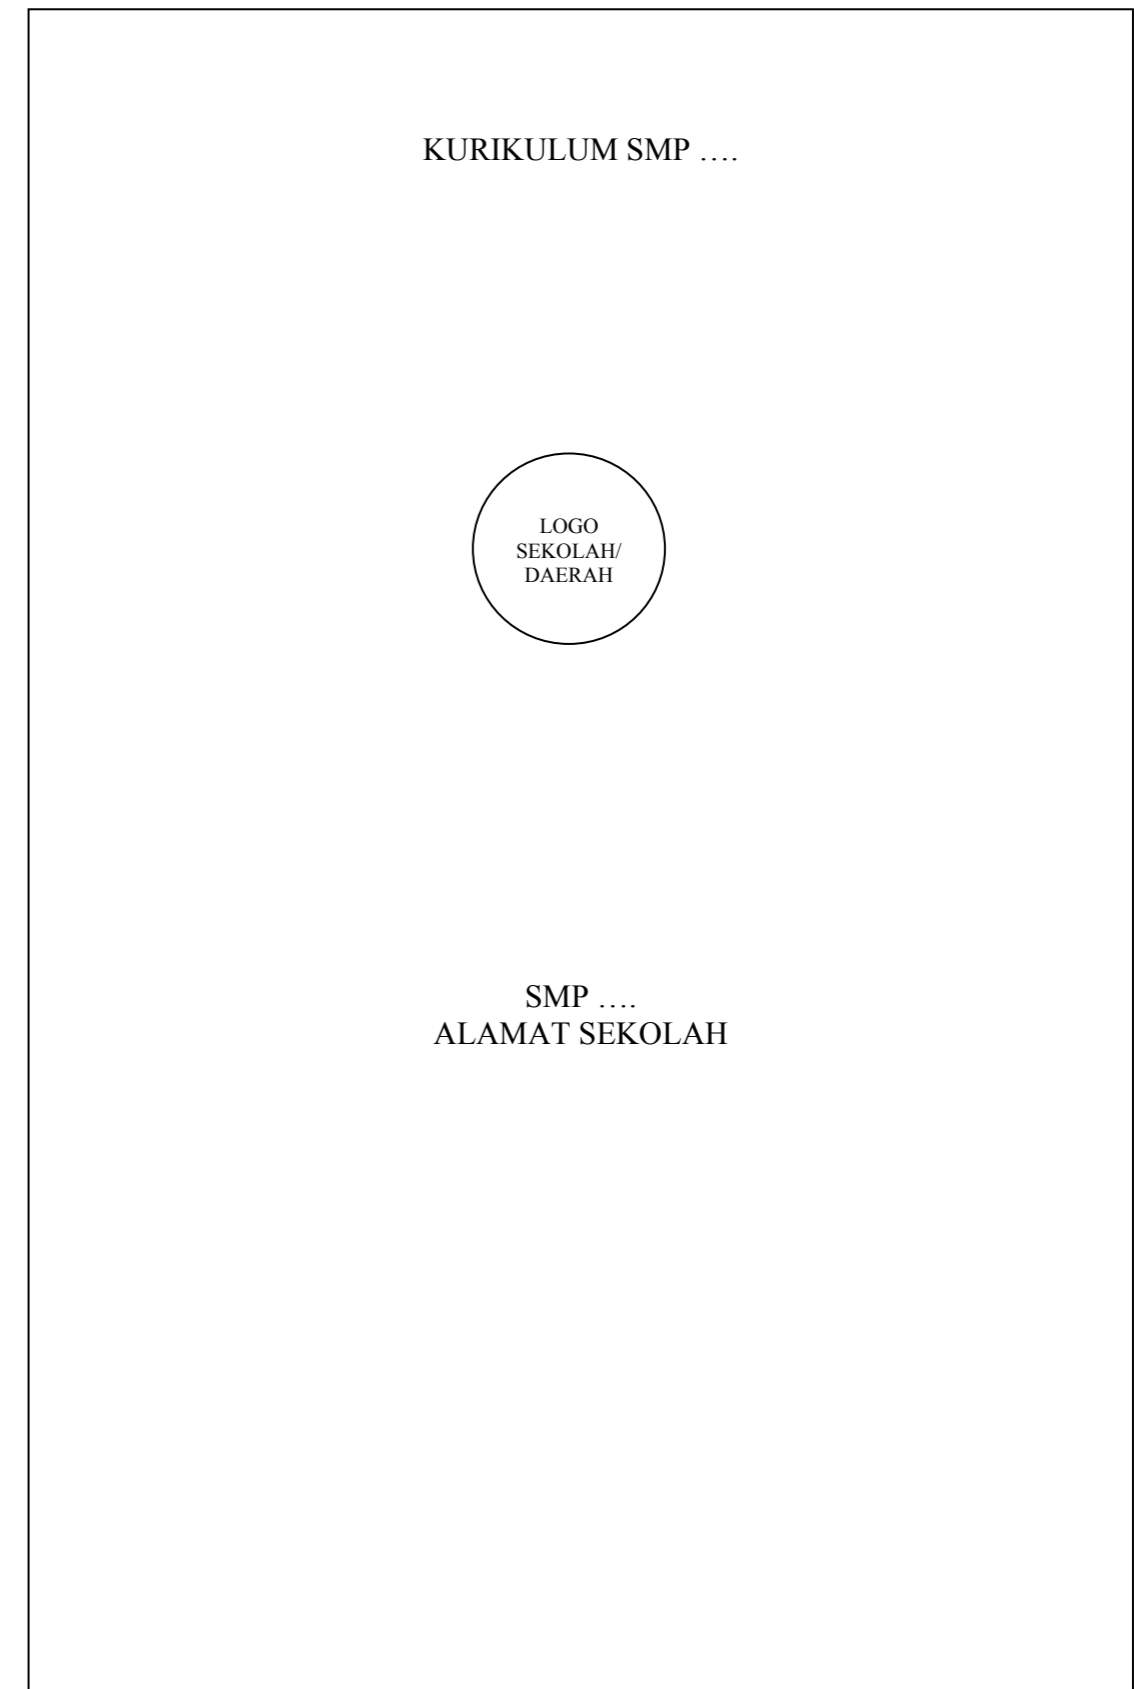 KURIKULUM SMP ….
LOGO
SEKOLAH/
DAERAH
SMP ….
ALAMAT SEKOLAH